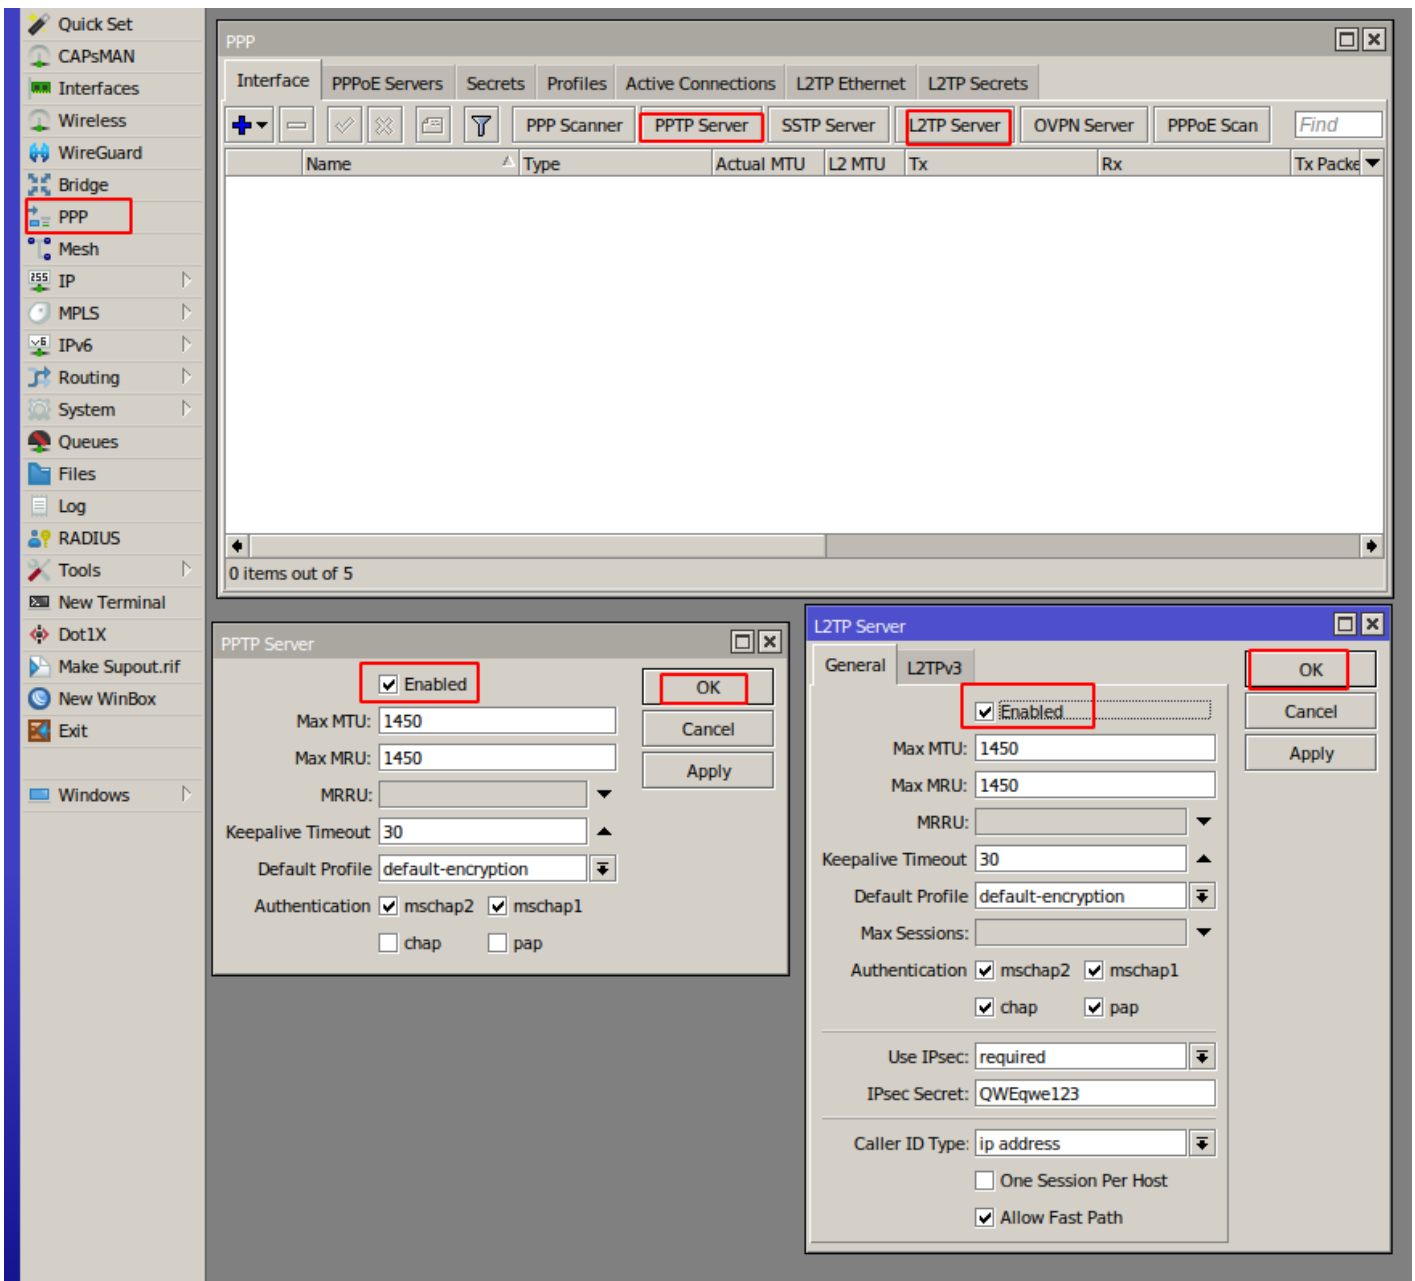 Quick Set
CAPsMAN
Interfaces
Wireless
WireGuard
Bridge
PPP
Mesh
255 IP
MPLS
v6 IPv6
Routing
System
Queues
Files
Log
RADIUS
Tools
New Terminal
Dot1X
Make Supout.rif
New WinBox
Exit
Windows
PPP
Interface PPPoE Servers Secrets Profiles Active Connections L2TP Ethernet L2TP Secrets
PPP Scanner PPTP Server SSTP Server L2TP Server OVPN Server PPPoE Scan Find
Name Type Actual MTU L2 MTU Tx Rx Tx Packe
0 items out of 5
PPTP Server
Enabled OK
Max MTU: 1450 Cancel
Max MRU: 1450 Apply
MRRU:
Keepalive Timeout 30
Default Profile default-encryption
Authentication mschap2 mschap1
chap pap
L2TP Server
General L2TPv3 OK
Enabled Cancel
Max MTU: 1450 Apply
Max MRU: 1450
MRRU:
Keepalive Timeout 30
Default Profile default-encryption
Max Sessions:
Authentication mschap2 mschap1
chap pap
Use IPsec: required
IPsec Secret: QWEqwe123
Caller ID Type: ip address
One Session Per Host
Allow Fast Path